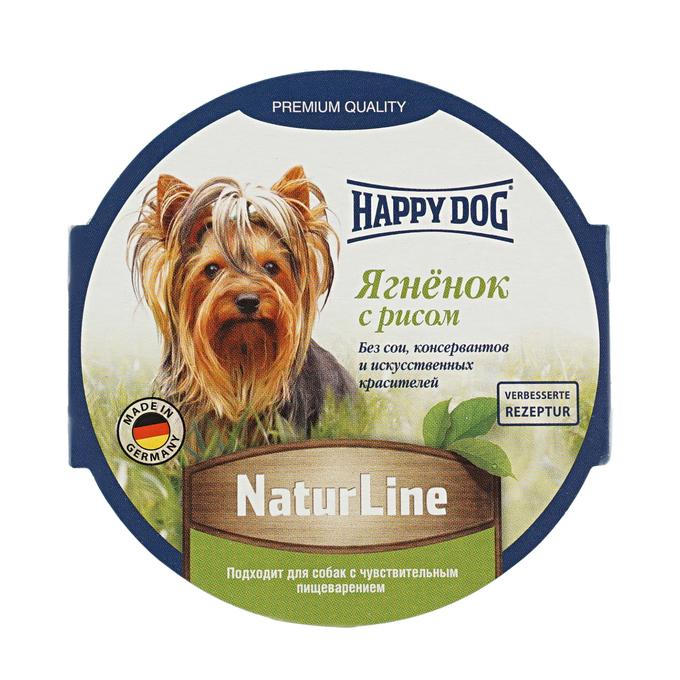 PREMIUM QUALITY
HAPPY DOG®
Ягнёнок
с рисом
Без сои, консервантов
и искусственных
красителей
VERBESSERTE
REZEPTUR
MADE IN
GERMANY
NaturLine
Подходит для собак с чувствительным
пищеварением